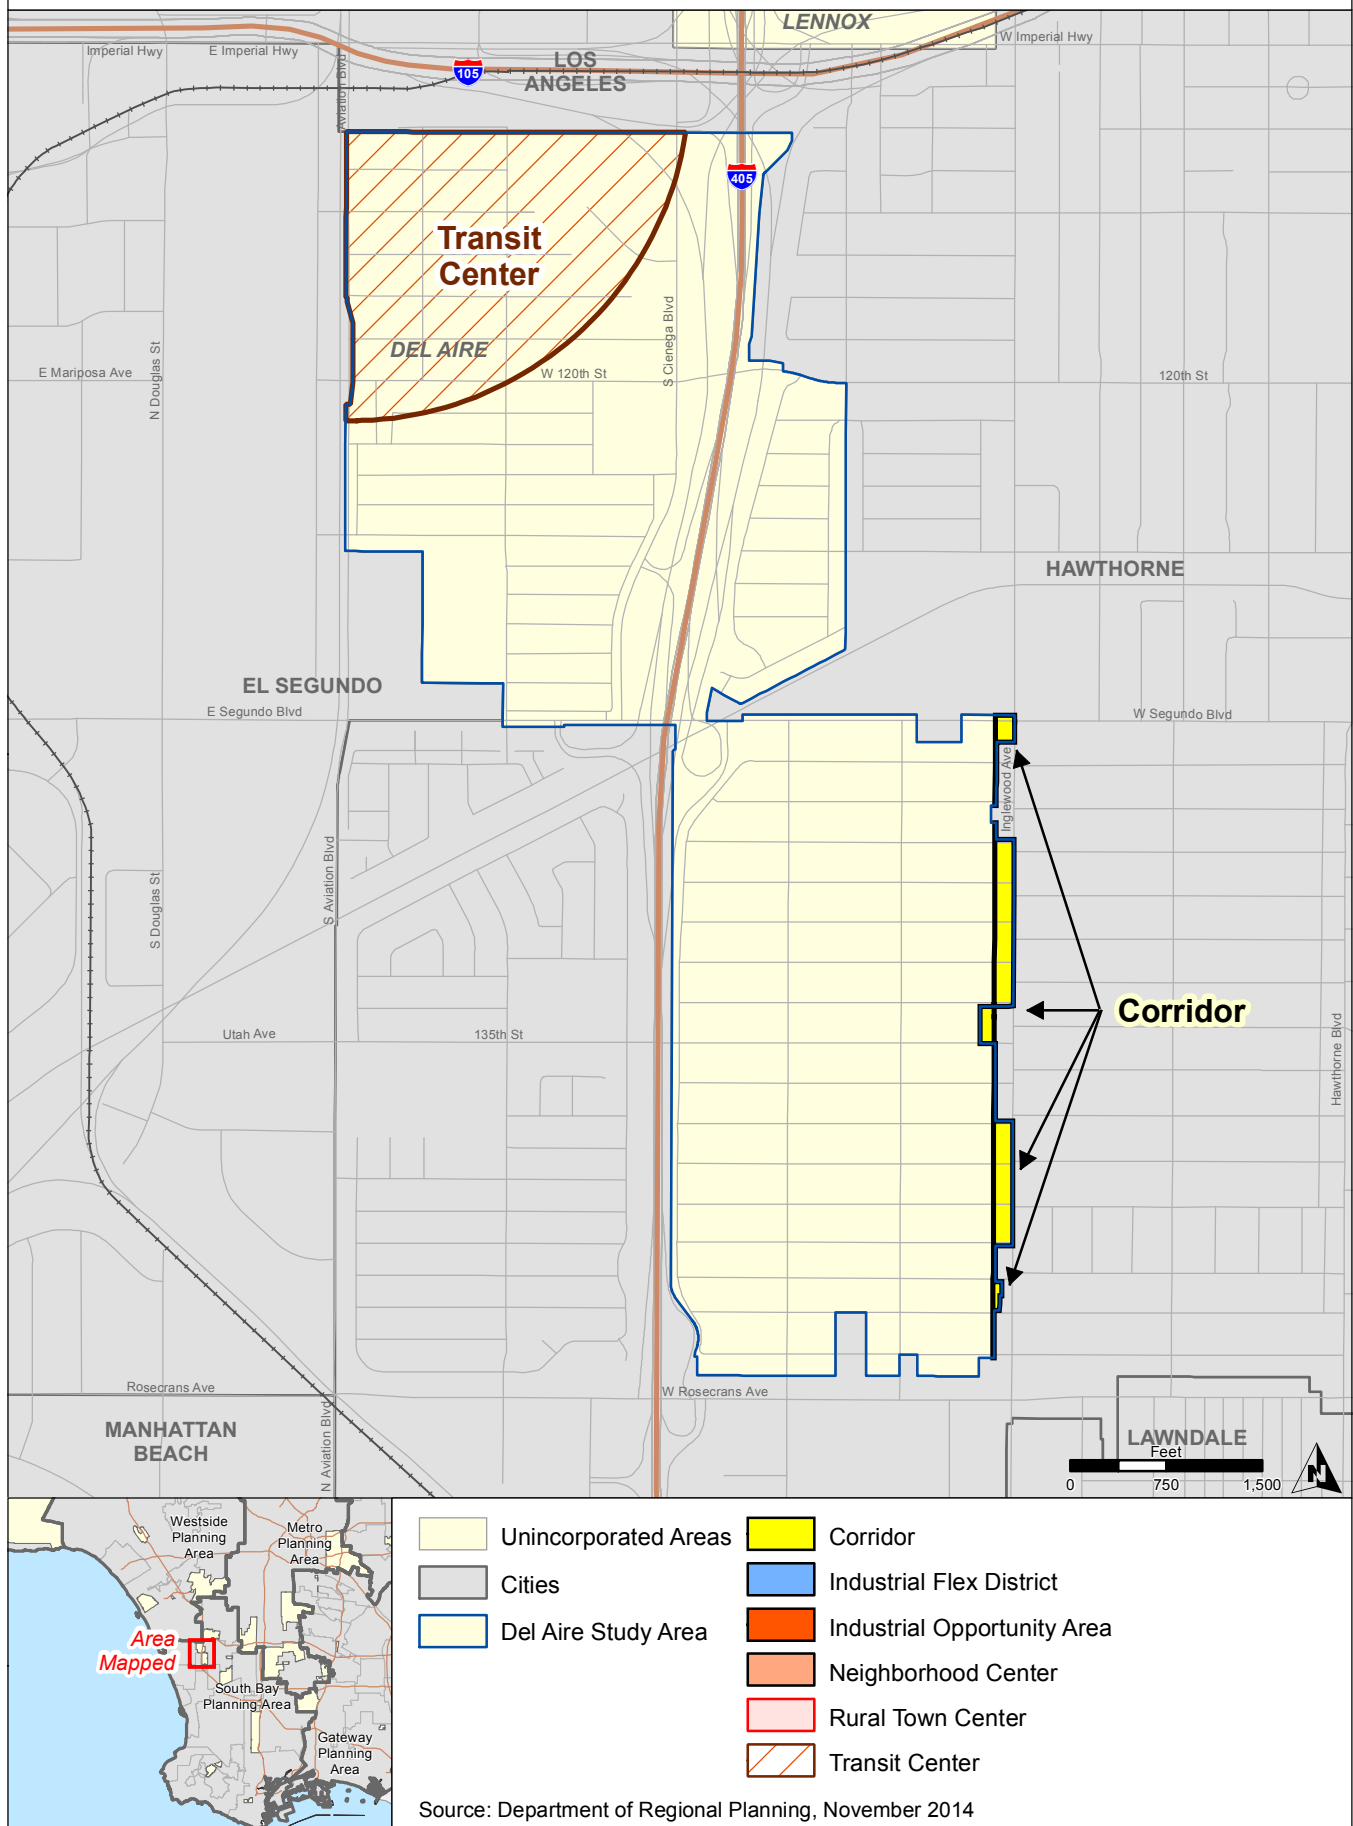 LENNOX
Imperial Hwy
E Imperial Hwy
W Imperial Hwy
LOS
ANGELES
105
Aviation Blvd
405
Transit
Center
S Cienega Blvd
DEL AIRE
N Douglas St
E Mariposa Ave
W 120th St
120th St
HAWTHORNE
EL SEGUNDO
E Segundo Blvd
W Segundo Blvd
Inglewood Ave
S Aviation Blvd
S Douglas St
Corridor
Utah Ave
135th St
Hawthorne Blvd
Rosecrans Ave
W Rosecrans Ave
MANHATTAN
BEACH
N Aviation Blvd
LAWNDALE
Feet
0 750 1,500
N
Westside
Planning
Area
Metro
Planning
Area
Area
Mapped
South Bay
Planning Area
Gateway
Planning
Area
Unincorporated Areas
Cities
Del Aire Study Area
Corridor
Industrial Flex District
Industrial Opportunity Area
Neighborhood Center
Rural Town Center
Transit Center
Source: Department of Regional Planning, November 2014